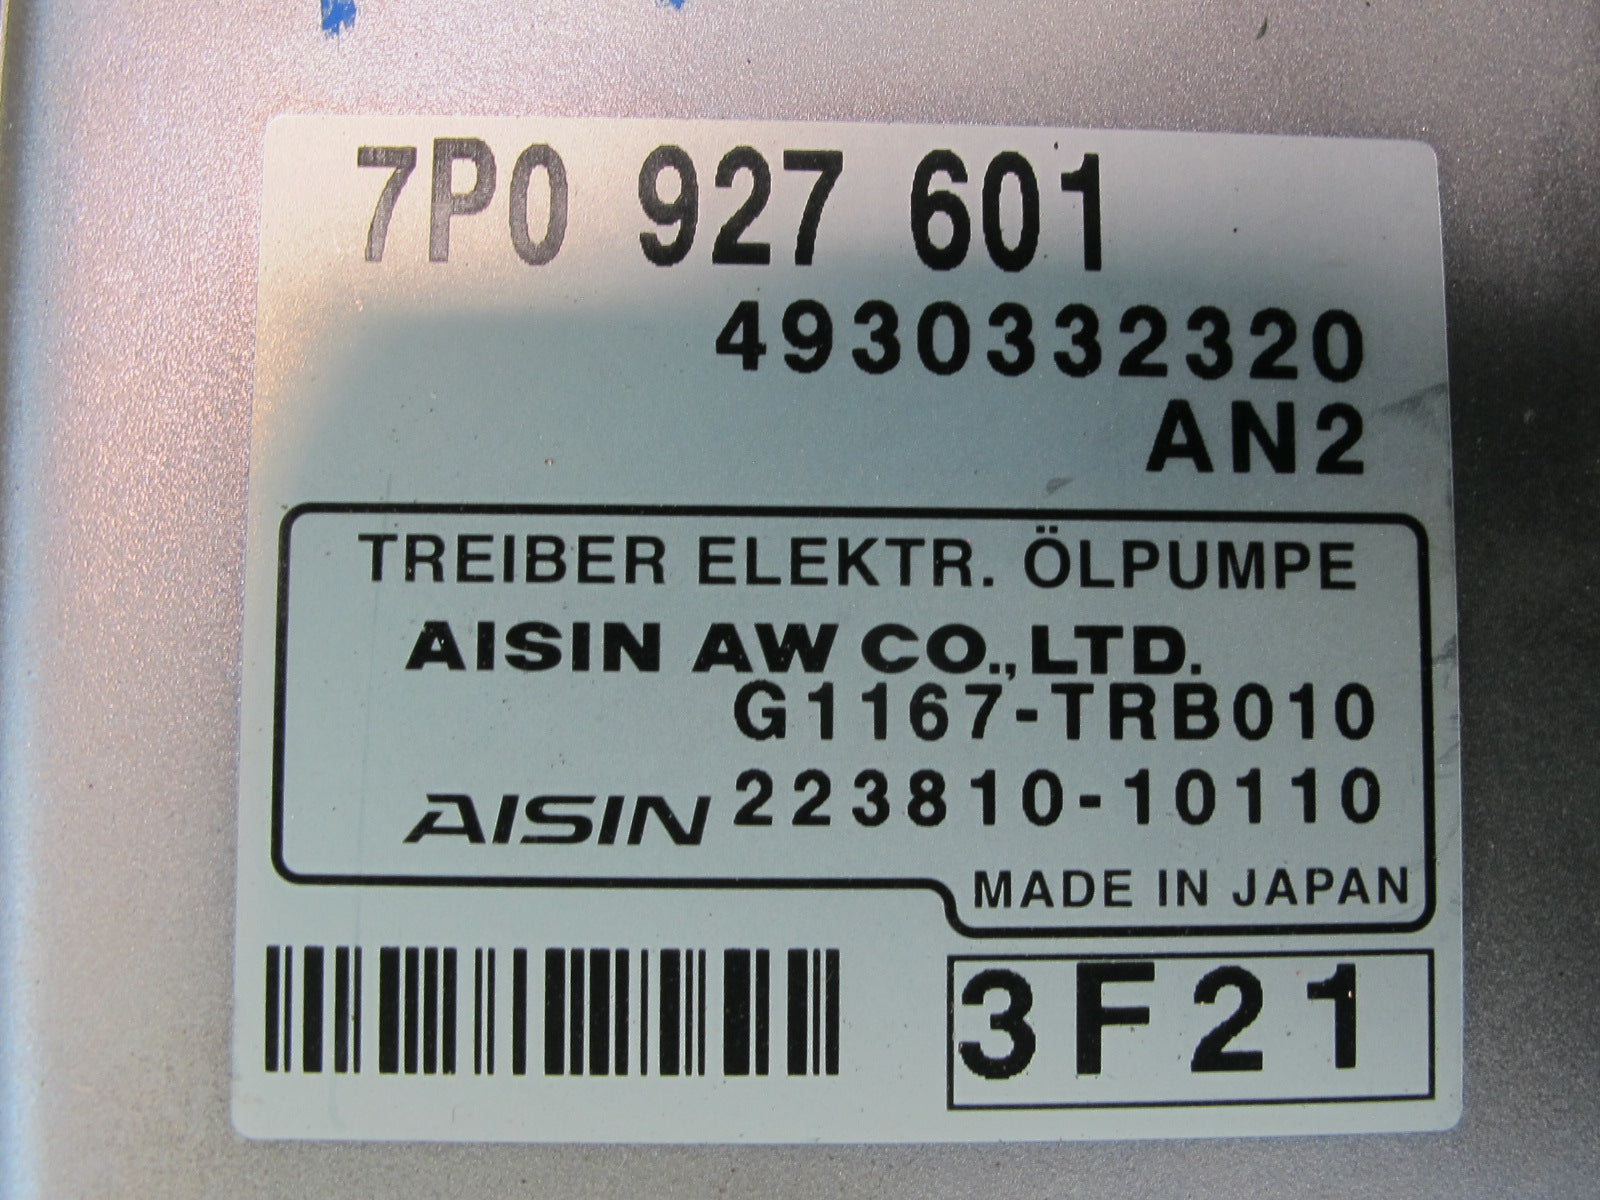 7P0 927 601
4930332320
AN2
TREIBER ELEKTR. ÖLPUMPE
AISIN AW CO.,LTD.
G1167-TRB010
AISIN 223810-10110
MADE IN JAPAN
3F21